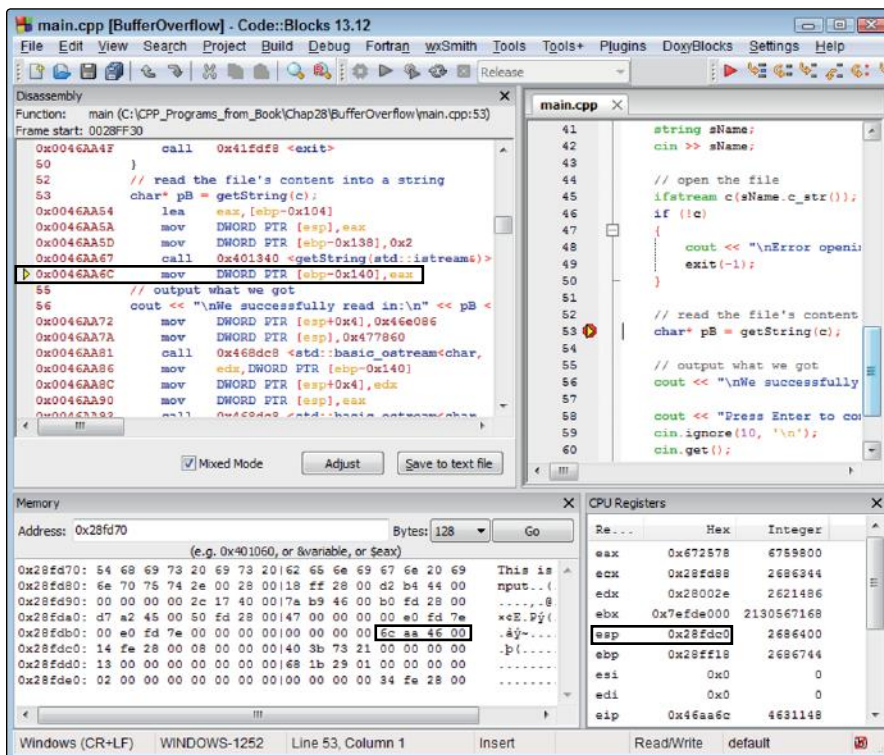 main.cpp [BufferOverflow] - Code::Blocks 13.12
File Edit View Search Project Build Debug Fortran wxSmith Tools Tools+ Plugins DoxyBlocks Settings Help
Release
Disassembly
Function: main (C:\CPP_Programs_from_Book\Chap28\BufferOverflow\main.cpp:53)
Frame start: 0028FF30
0x0046AA4F call 0x41fdf8 <exit>
50 }
52 // read the file's content into a string
53 char* pB = getString(c);
0x0046AA54 lea eax,[ebp-0x104]
0x0046AA5A mov DWORD PTR [esp],eax
0x0046AA5D mov DWORD PTR [ebp-0x138],0x2
0x0046AA67 call 0x401340 <getString(std::istream&)>
0x0046AA6C mov DWORD PTR [ebp-0x140],eax
55 // output what we got
56 cout << "\nWe successfully read in:\n" << pB <
0x0046AA72 mov DWORD PTR [esp+0x4],0x46e086
0x0046AA7A mov DWORD PTR [esp],0x477860
0x0046AA81 call 0x468dc8 <std::basic_ostream<char,
0x0046AA86 mov edx,DWORD PTR [ebp-0x140]
0x0046AA8C mov DWORD PTR [esp+0x4],edx
0x0046AA90 mov DWORD PTR [esp],eax
Mixed Mode
Adjust
Save to text file
main.cpp
41 string sName;
42 cin >> sName;
43
44 // open the file
45 ifstream c(sName.c_str());
46 if (!c)
47 {
48 cout << "\nError openi
49 exit(-1);
50 }
51
52 // read the file's content
53 char* pB = getString(c);
54
55 // output what we got
56 cout << "\nWe successfully
57
58 cout << "Press Enter to co
59 cin.ignore(10, '\n');
60 cin.get();
Memory
Address: 0x28fd70 Bytes: 128 Go
(e.g. 0x401060, or &variable, or $eax)
0x28fd70: 54 68 69 73 20 69 73 20|62 65 6e 69 67 6e 20 69 This is
0x28fd80: 6e 70 75 74 2e 00 28 00|18 ff 28 00 d2 b4 44 00 nput..(.
0x28fd90: 00 00 00 00 2c 17 40 00|7a b9 46 00 b0 fd 28 00 ....,.@.
0x28fda0: d7 a2 45 00 50 fd 28 00|47 00 00 00 00 e0 fd 7e ×¢E.Pý(.
0x28fdb0: 00 e0 fd 7e 00 00 00 00|00 00 00 00 6c aa 46 00 .àý~....
0x28fdc0: 14 fe 28 00 08 00 00 00|40 3b 73 21 00 00 00 00 .þ(.....
0x28fdd0: 13 00 00 00 00 00 00 00|68 1b 29 01 00 00 00 00 ........
0x28fde0: 02 00 00 00 00 00 00 00 00 00 00 00 34 fe 28 00 ........
CPU Registers
Re... Hex Integer
eax 0x672578 6759800
ecx 0x28fd88 2686344
edx 0x28002e 2621486
ebx 0x7efde000 2130567168
esp 0x28fdc0 2686400
ebp 0x28ff18 2686744
esi 0x0 0
edi 0x0 0
eip 0x46aa6c 4631148
Windows (CR+LF) WINDOWS-1252 Line 53, Column 1 Insert Read/Write default